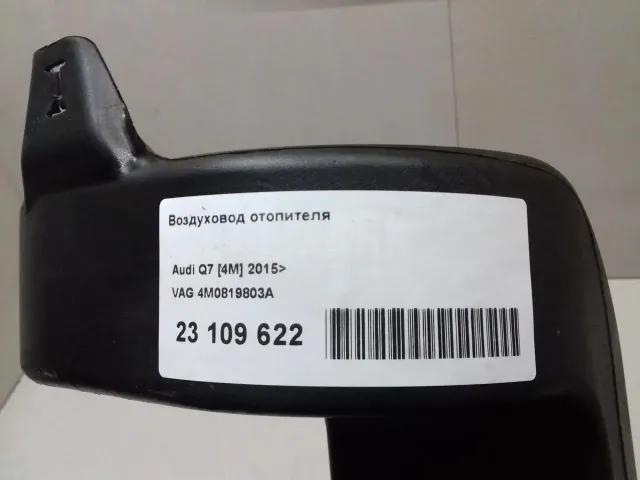 Воздуховод отопителя
Audi Q7 [4M] 2015>
VAG 4M0819803A
23 109 622